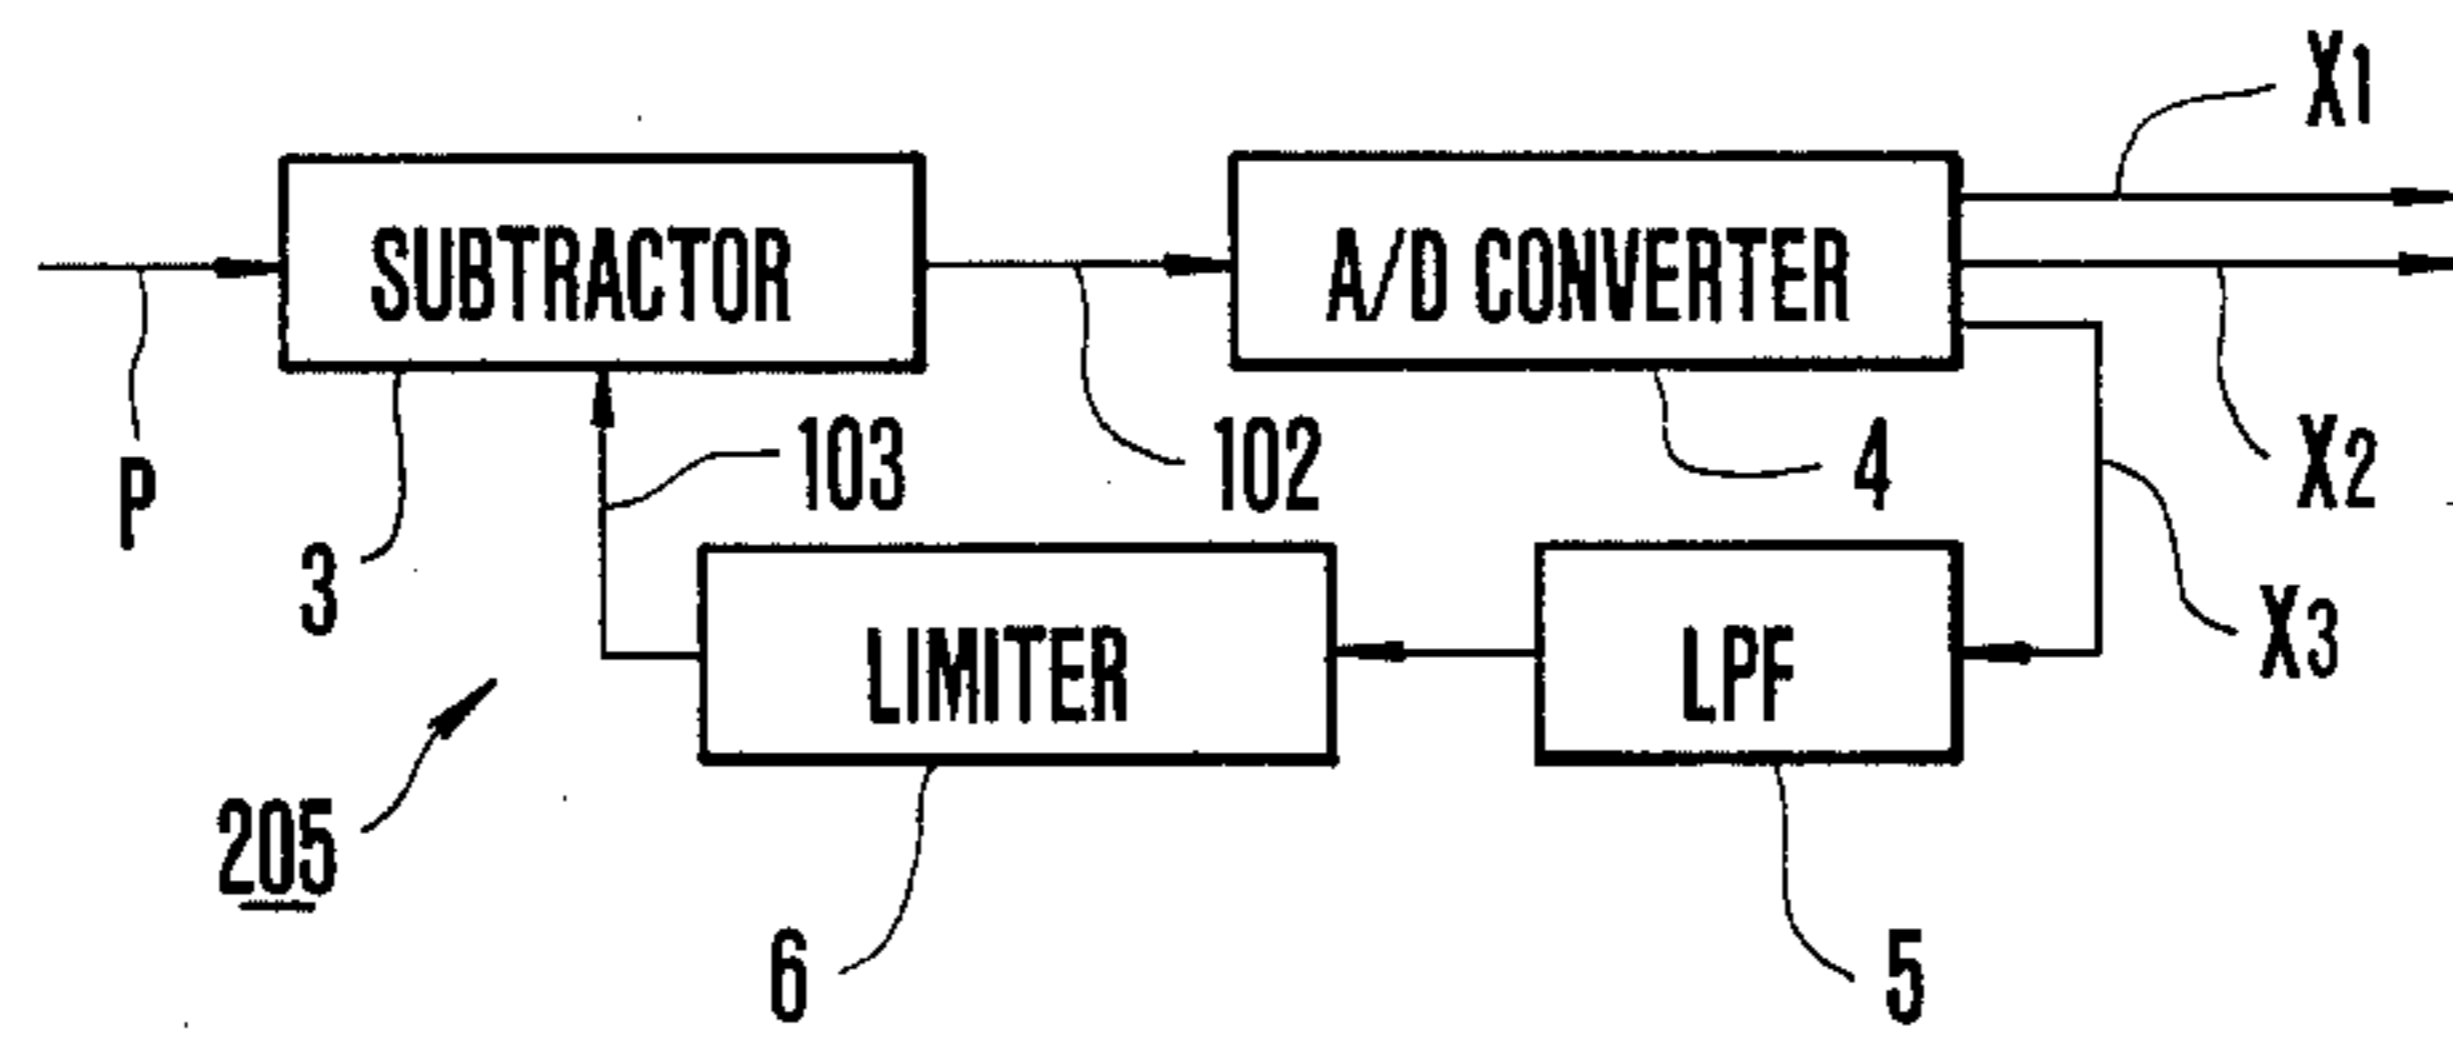 X1
SUBTRACTOR
A/D CONVERTER
P
3
103
102
4
X2
LIMITER
LPF
X3
205
6
5